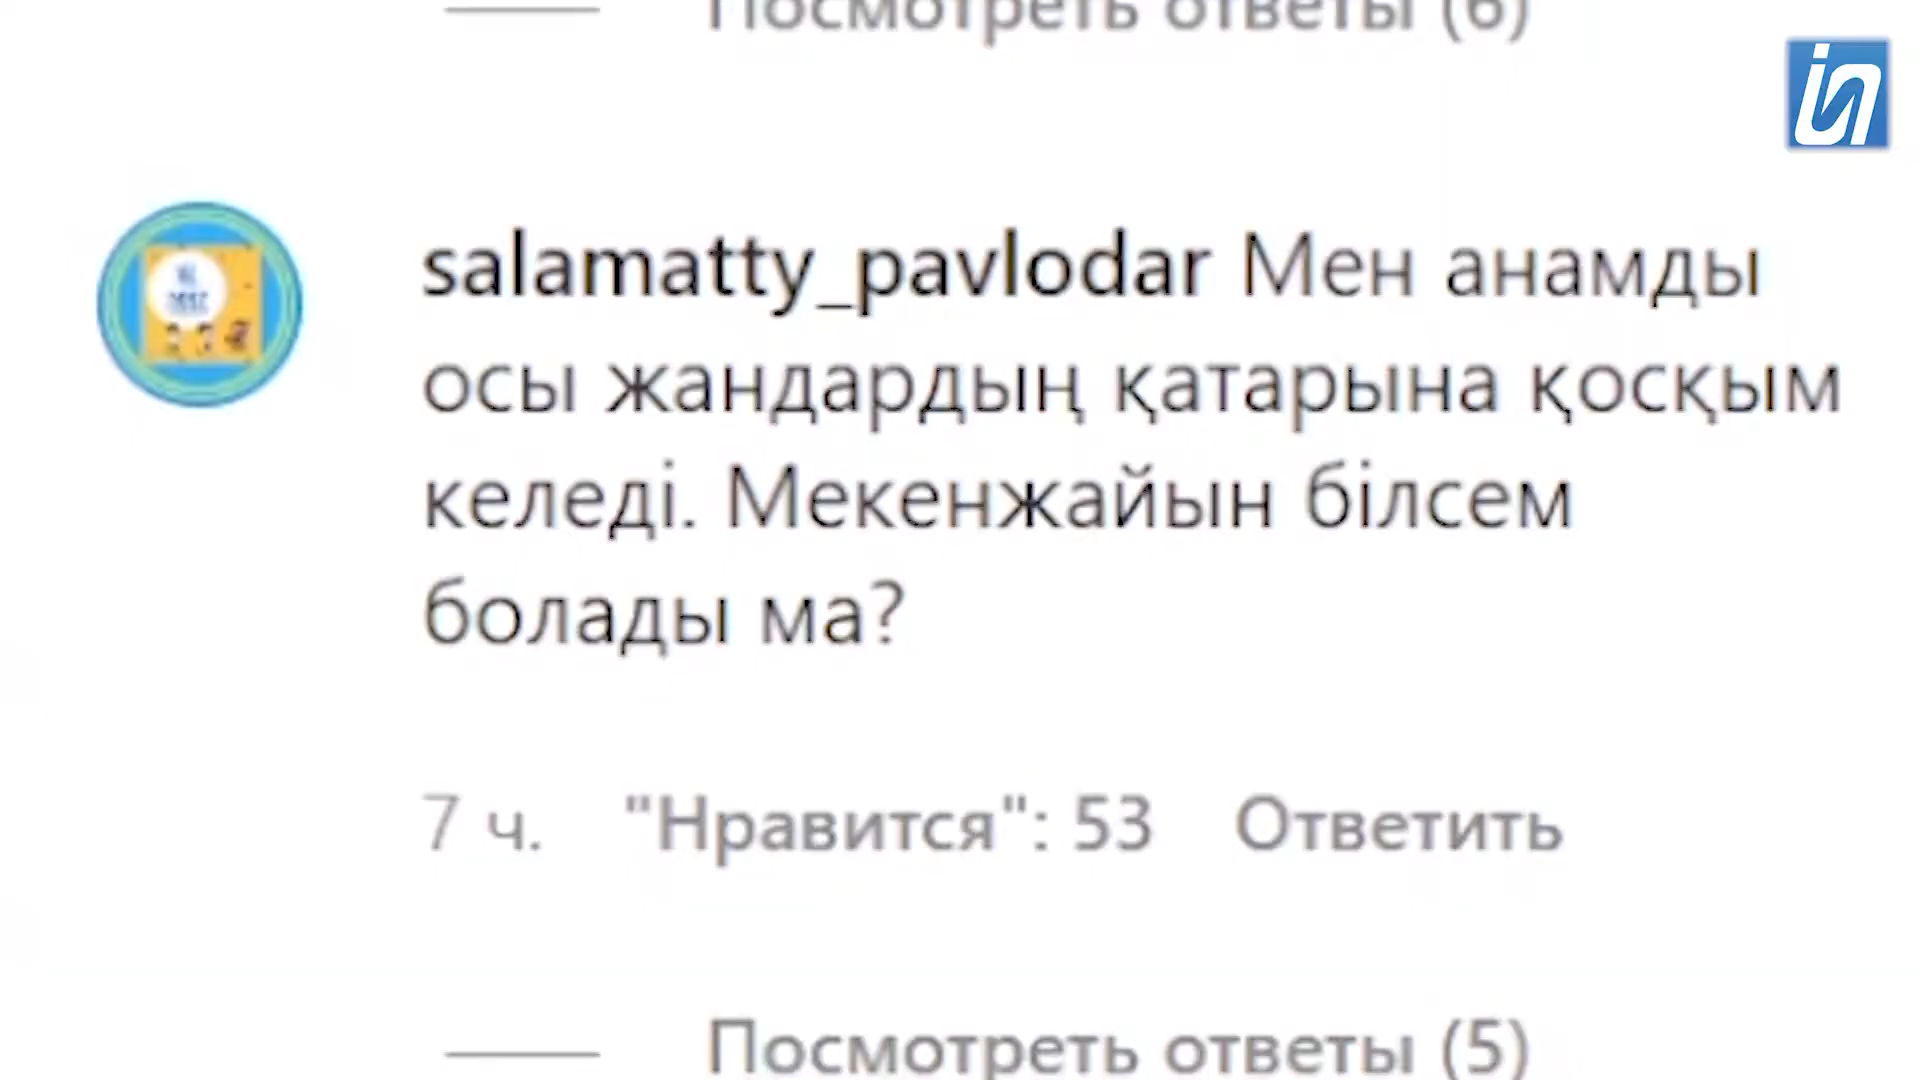 Посмотреть ответы (6)
salamatty_pavlodar Мен анамды
осы жандардың қатарына қосқым
келеді. Мекенжайын білсем
болады ма?
7 ч. "Нравится": 53 Ответить
Посмотреть ответы (5)